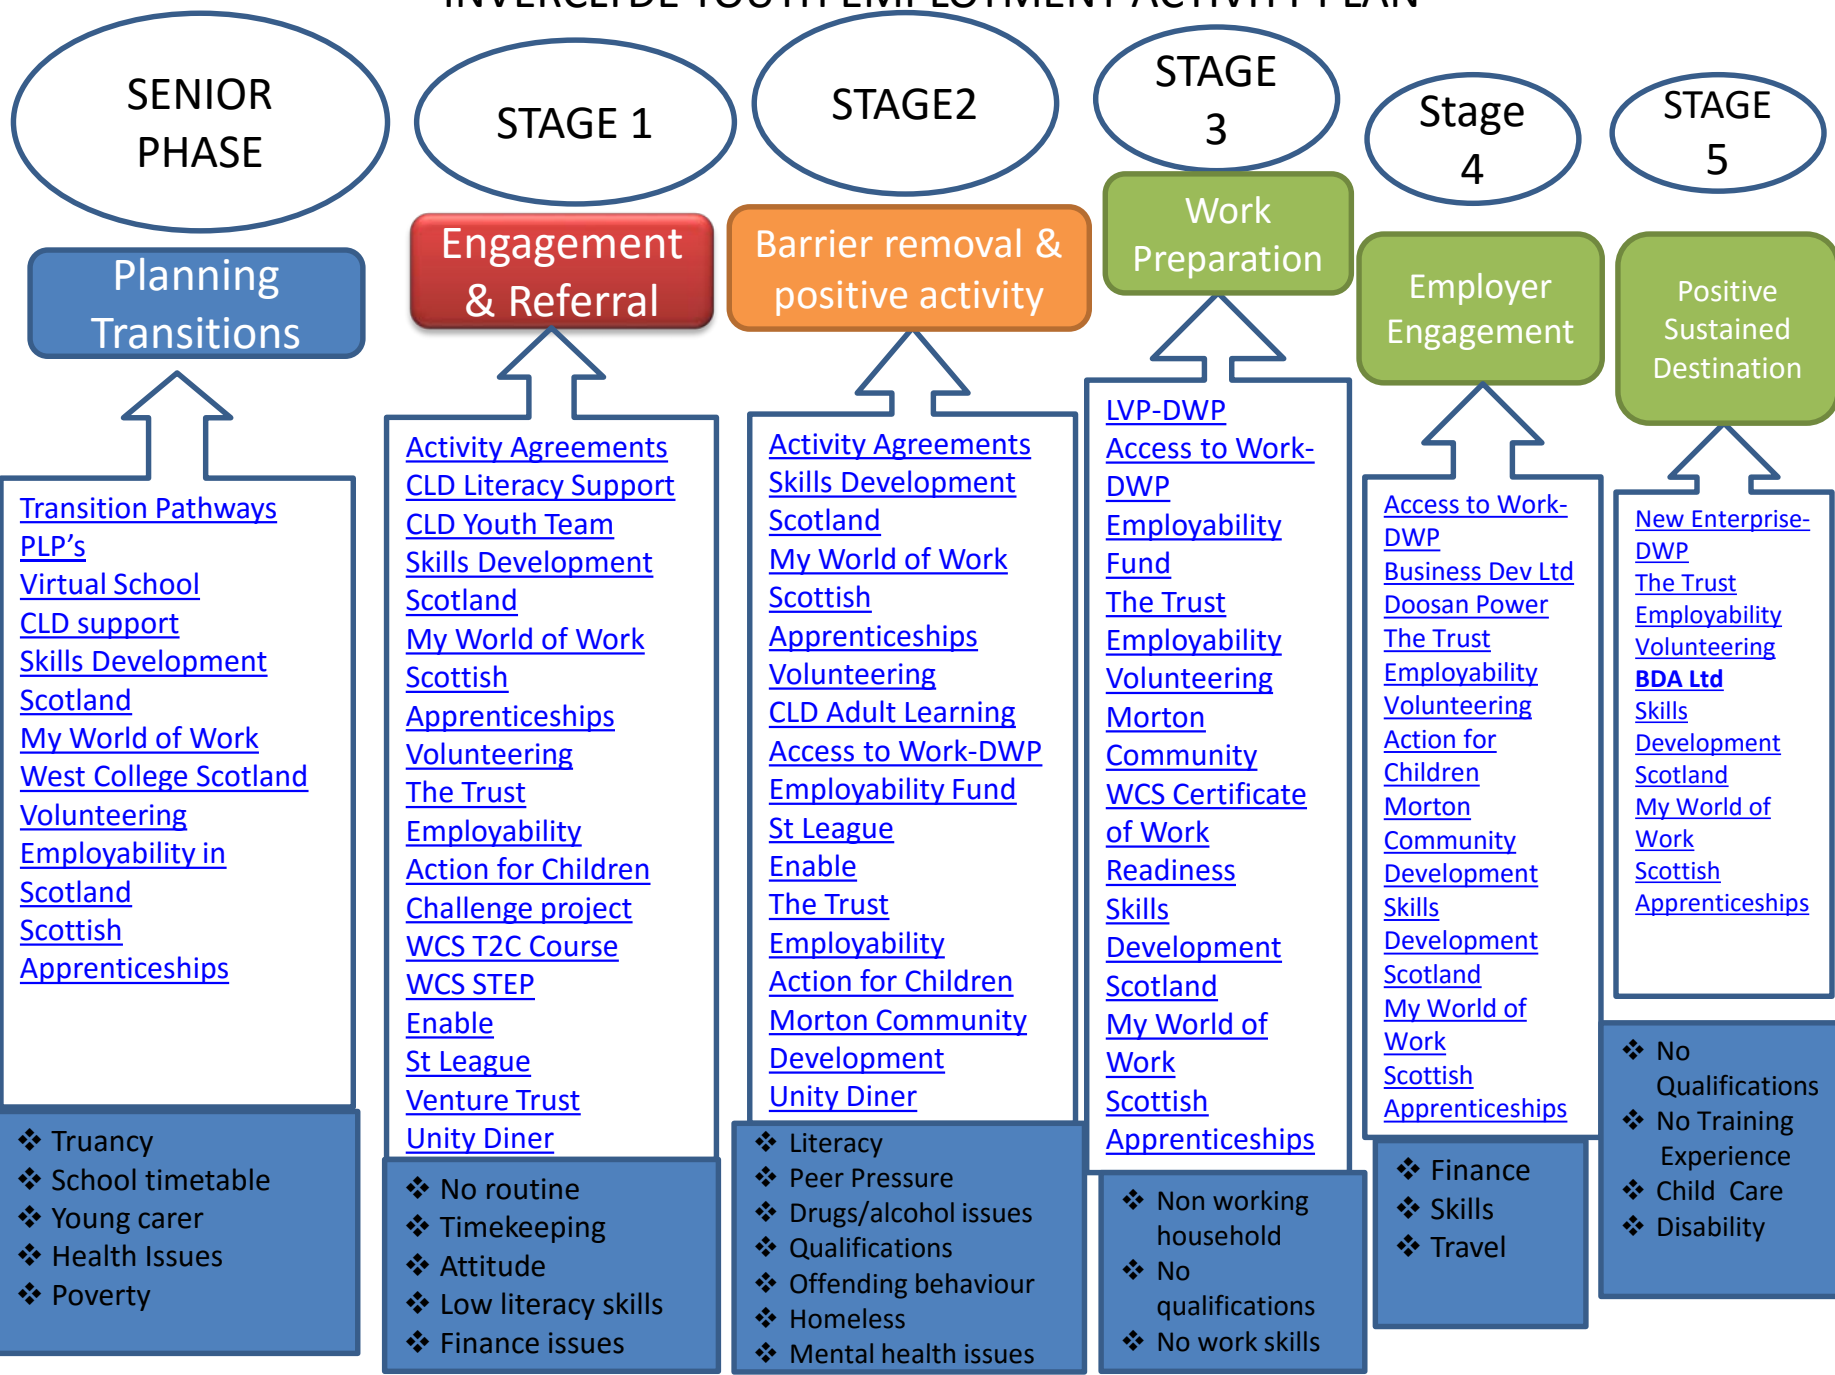 INVERCLYDE YOUTH EMPLOYMENT ACTIVITY PLAN
SENIOR
PHASE
Planning
Transitions
Transition Pathways
PLP's
Virtual School
CLD support
Skills Development
Scotland
My World of Work
West College Scotland
Volunteering
Employability in
Scotland
Scottish
Apprenticeships
❖ Truancy
❖ School timetable
❖ Young carer
❖ Health Issues
❖ Poverty
STAGE 1
Engagement
& Referral
Activity Agreements
CLD Literacy Support
CLD Youth Team
Skills Development
Scotland
My World of Work
Scottish
Apprenticeships
Volunteering
The Trust
Employability
Action for Children
Challenge project
WCS T2C Course
WCS STEP
Enable
St League
Venture Trust
Unity Diner
❖ No routine
❖ Timekeeping
❖ Attitude
❖ Low literacy skills
❖ Finance issues
STAGE2
Barrier removal &
positive activity
Activity Agreements
Skills Development
Scotland
My World of Work
Scottish
Apprenticeships
Volunteering
CLD Adult Learning
Access to Work-DWP
Employability Fund
St League
Enable
The Trust
Employability
Action for Children
Morton Community
Development
Unity Diner
❖ Literacy
❖ Peer Pressure
❖ Drugs/alcohol issues
❖ Qualifications
❖ Offending behaviour
❖ Homeless
❖ Mental health issues
STAGE
3
Work
Preparation
LVP-DWP
Access to Work-
DWP
Employability
Fund
The Trust
Employability
Volunteering
Morton
Community
WCS Certificate
of Work
Readiness
Skills
Development
Scotland
My World of
Work
Scottish
Apprenticeships
❖ Non working
household
❖ No
qualifications
❖ No work skills
Stage
4
Employer
Engagement
Access to Work-
DWP
Business Dev Ltd
Doosan Power
The Trust
Employability
Volunteering
Action for
Children
Morton
Community
Development
Skills
Development
Scotland
My World of
Work
Scottish
Apprenticeships
❖ Finance
❖ Skills
❖ Travel
STAGE
5
Positive
Sustained
Destination
New Enterprise-
DWP
The Trust
Employability
Volunteering
BDA Ltd
Skills
Development
Scotland
My World of
Work
Scottish
Apprenticeships
❖ No
Qualifications
❖ No Training
Experience
❖ Child Care
❖ Disability